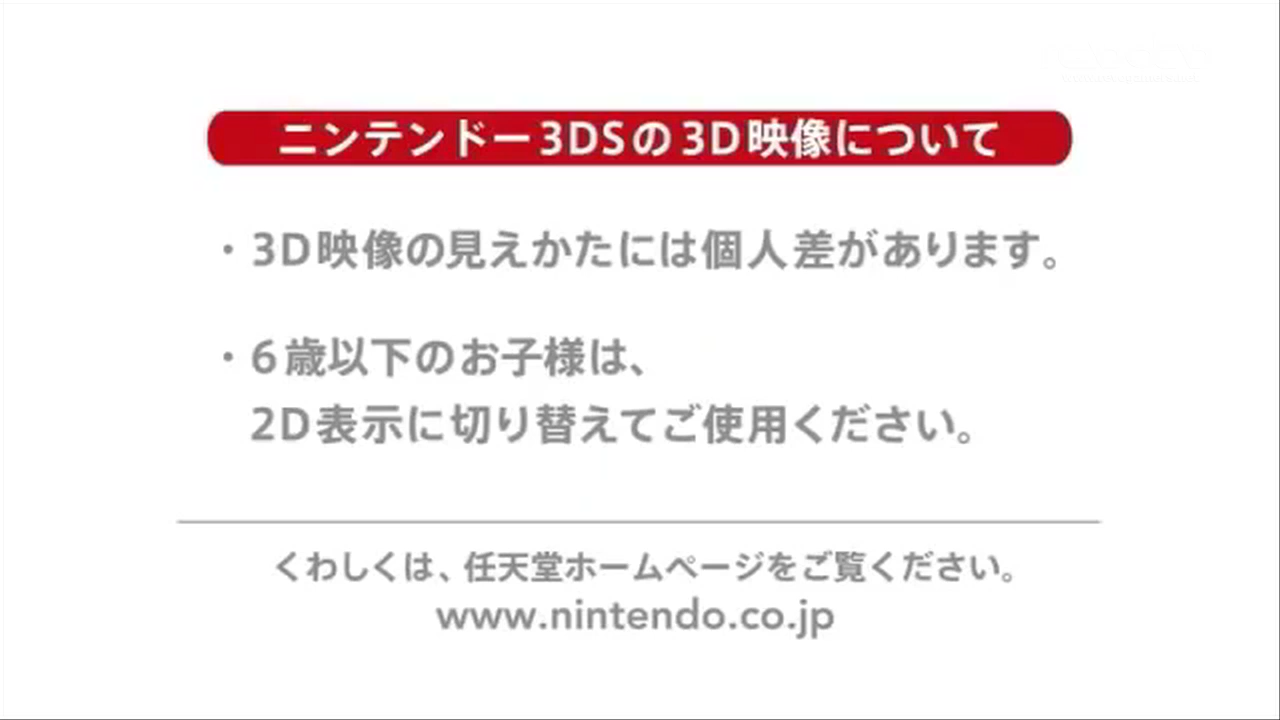 ニンテンドー3DSの3D映像について
・3D映像の見えかたには個人差があります。
・6歳以下のお子様は、
2D表示に切り替えてご使用ください。
くわしくは、任天堂ホームページをご覧ください。
www.nintendo.co.jp